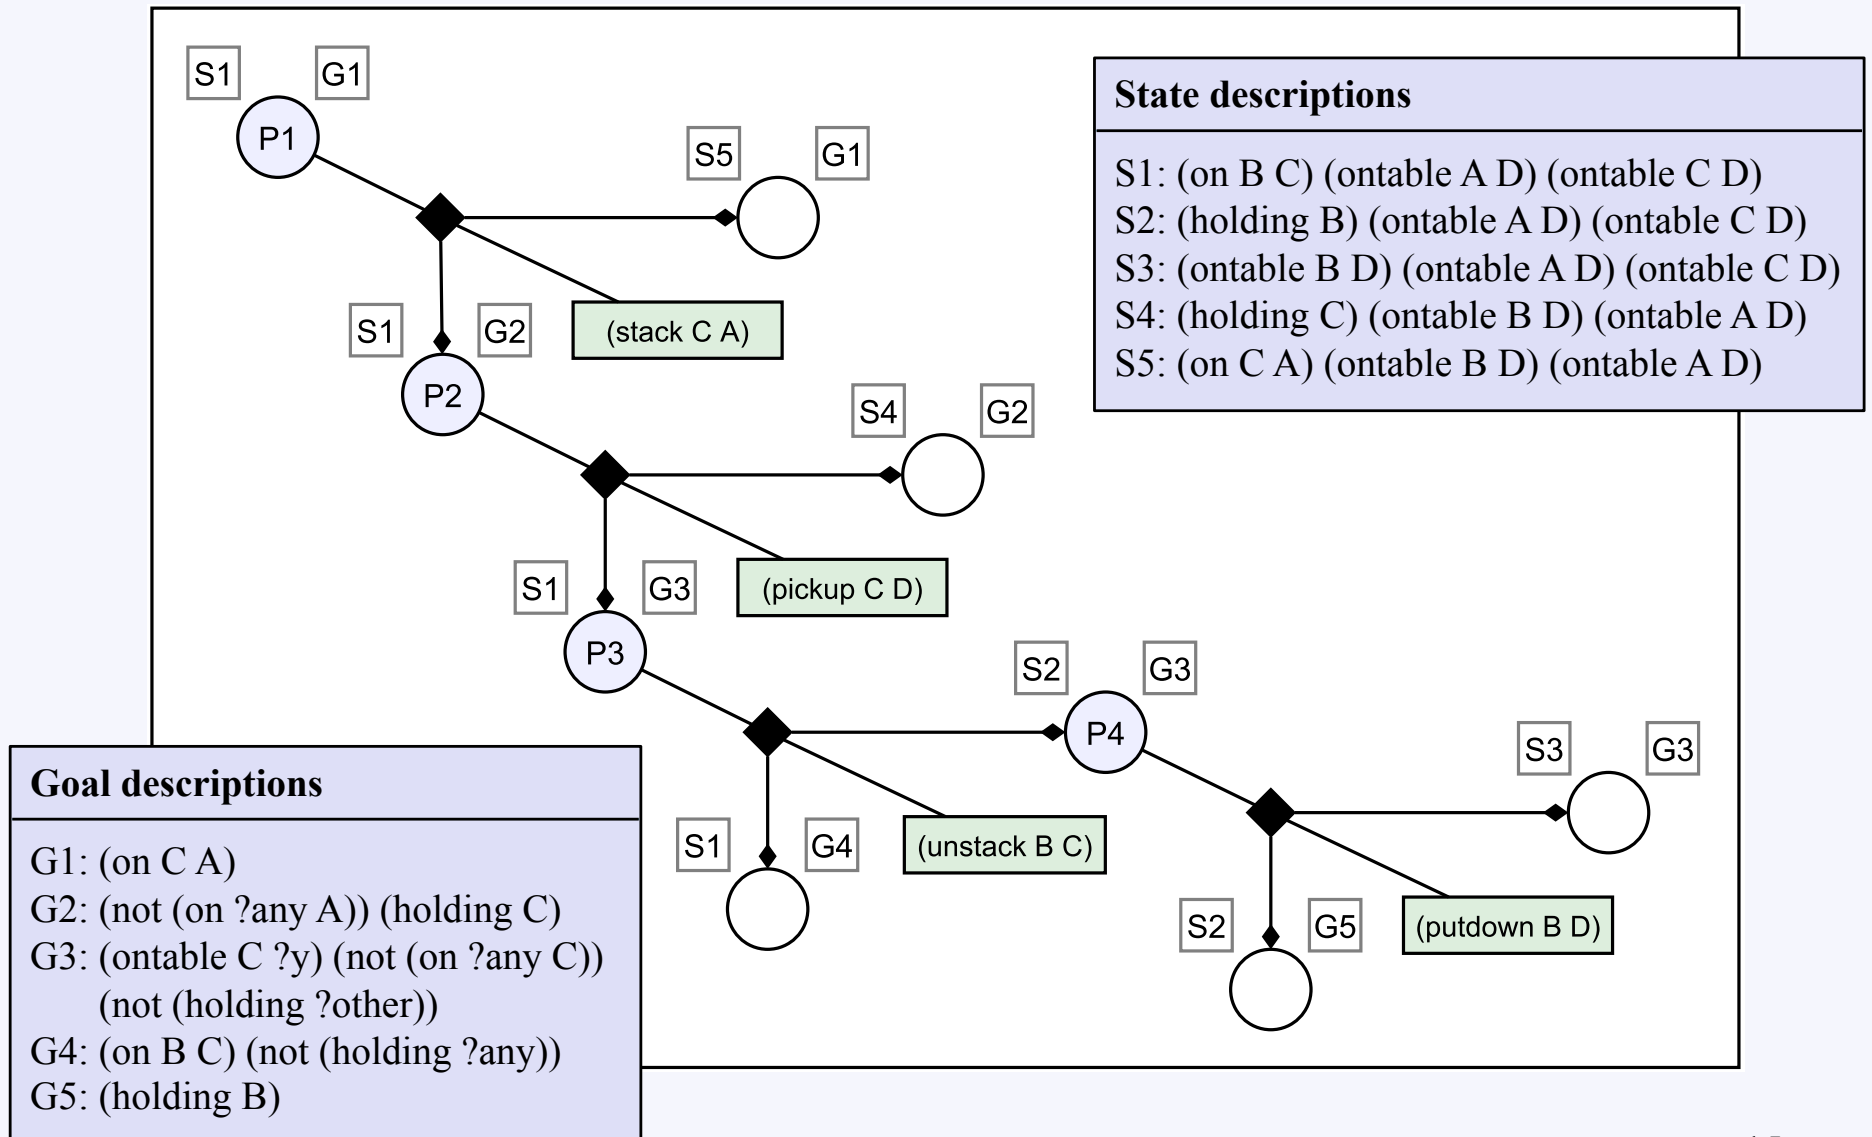 S1 G1
P1
S5 G1
(stack C A)
S1 G2
P2
S4 G2
(pickup C D)
S1 G3
P3
S2 G3
P4
S1 G4
(unstack B C)
S3 G3
S2 G5
(putdown B D)
State descriptions
S1: (on B C) (ontable A D) (ontable C D)
S2: (holding B) (ontable A D) (ontable C D)
S3: (ontable B D) (ontable A D) (ontable C D)
S4: (holding C) (ontable B D) (ontable A D)
S5: (on C A) (ontable B D) (ontable A D)
Goal descriptions
G1: (on C A)
G2: (not (on ?any A)) (holding C)
G3: (ontable C ?y) (not (on ?any C))
(not (holding ?other))
G4: (on B C) (not (holding ?any))
G5: (holding B)